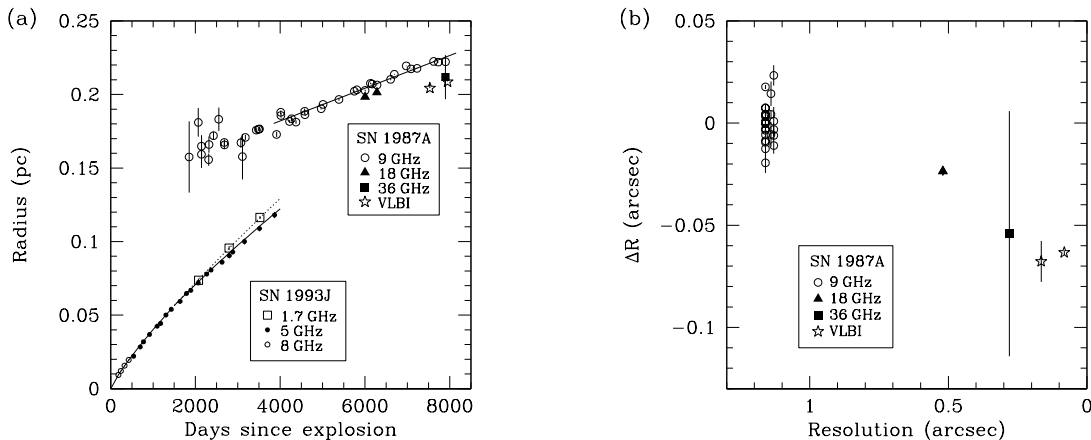 (a)
0.25
0.2
0.15
0.1
0.05
0
Radius (pc)
SN 1987A
9 GHz
18 GHz
36 GHz
VLBI
SN 1993J
1.7 GHz
5 GHz
8 GHz
0 2000 4000 6000 8000
Days since explosion
(b)
0.05
0
−0.05
−0.1
ΔR (arcsec)
SN 1987A
9 GHz
18 GHz
36 GHz
VLBI
1 0.5 0
Resolution (arcsec)